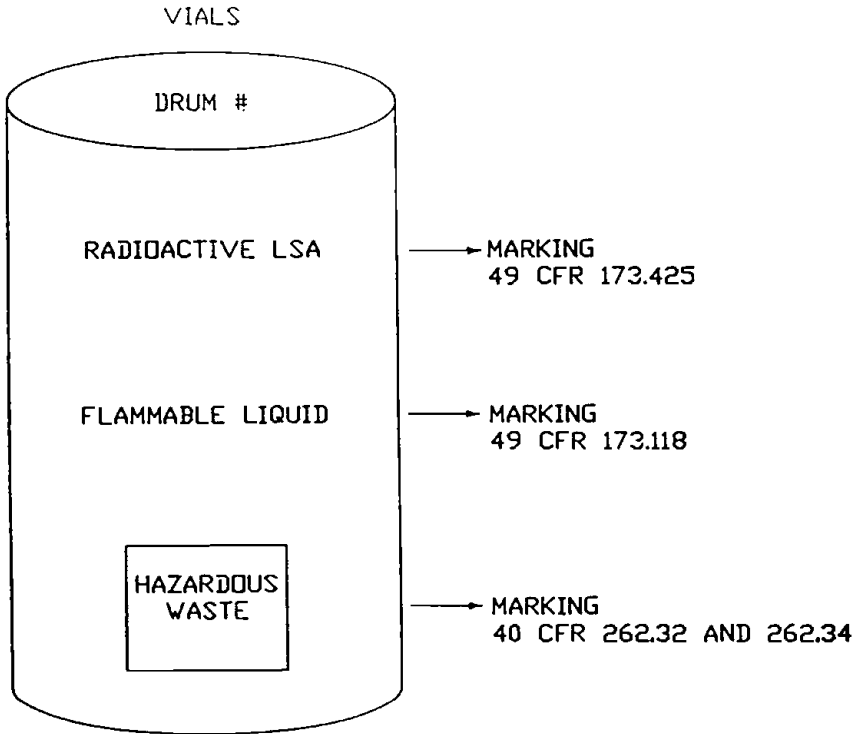 VIALS
DRUM #
RADIOACTIVE LSA
MARKING
49 CFR 173.425
FLAMMABLE LIQUID
MARKING
49 CFR 173.118
HAZARDOUS
WASTE
MARKING
40 CFR 262.32 AND 262.34